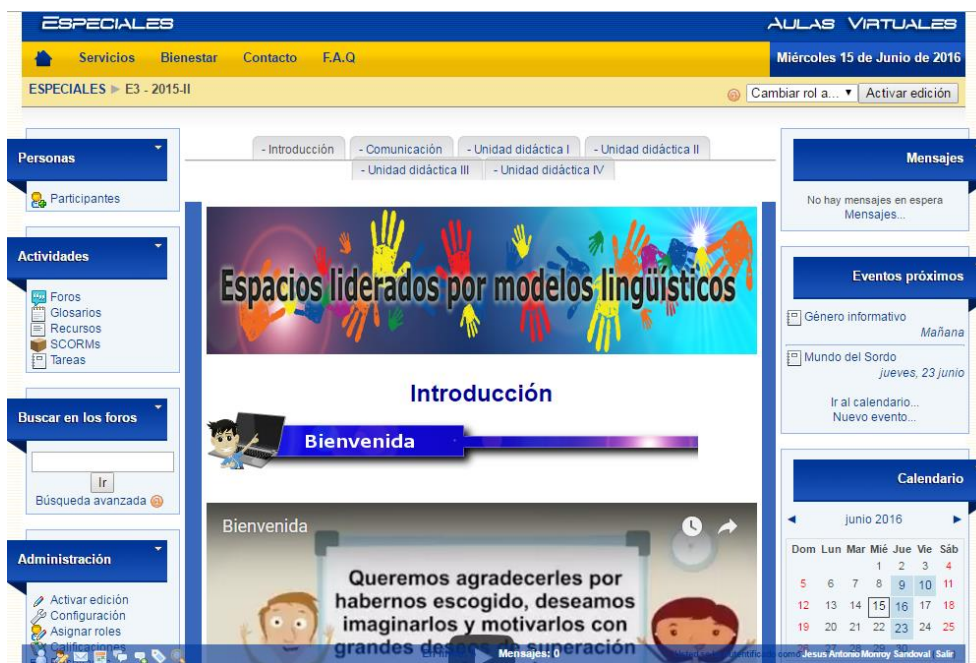 ESPECIALES
AULAS VIRTUALES
Servicios Bienestar Contacto F.A.Q
Miércoles 15 de Junio de 2016
ESPECIALES ► E3 - 2015-II
Cambiar rol a... ▼ Activar edición
Personas
Participantes
Actividades
Foros
Glosarios
Recursos
SCORMs
Tareas
Buscar en los foros
Ir
Búsqueda avanzada
Administración
Activar edición
Configuración
Asignar roles
Calificaciones
- Introducción - Comunicación - Unidad didáctica I - Unidad didáctica II
- Unidad didáctica III - Unidad didáctica IV
Espacios liderados por modelos lingüísticos
Introducción
Bienvenida
Bienvenida
Queremos agradecerles por
habernos escogido, deseamos
imaginarlos y motivarlos con
grandes deseos de superación
Mensajes
No hay mensajes en espera
Mensajes...
Eventos próximos
Género informativo
Mañana
Mundo del Sordo
jueves, 23 junio
Ir al calendario...
Nuevo evento...
Calendario
◄ junio 2016 ►
Dom Lun Mar Mié Jue Vie Sáb
1 2 3 4
5 6 7 8 9 10 11
12 13 14 15 16 17 18
19 20 21 22 23 24 25
Mensajes: 0
Jesus Antonio Monroy Sandoval Salir